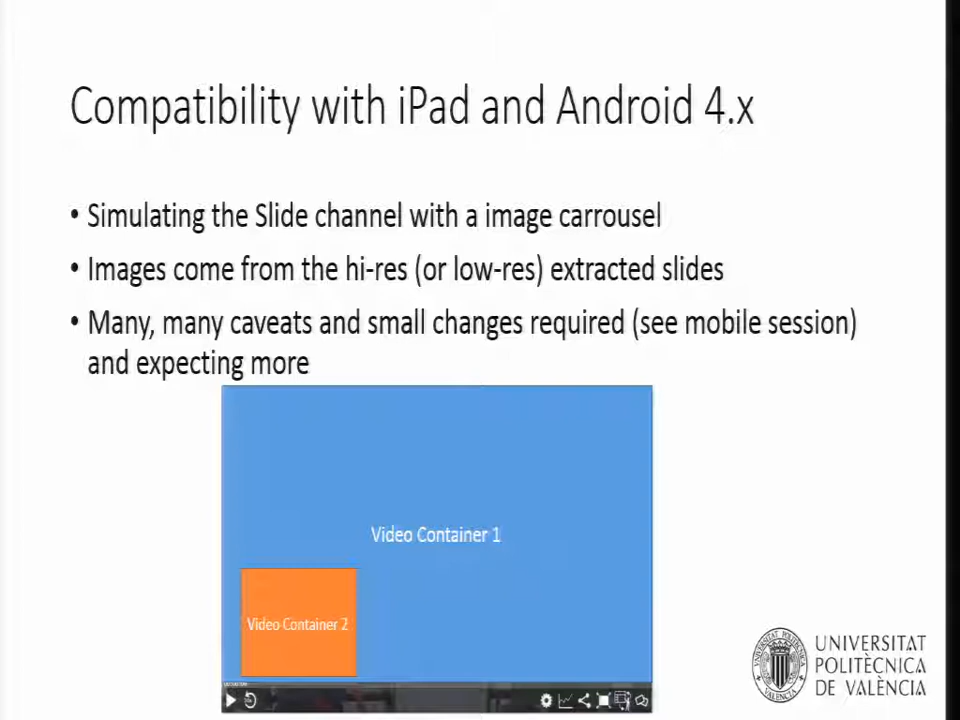 Compatibility with iPad and Android 4.x
• Simulating the Slide channel with a image carrousel
• Images come from the hi-res (or low-res) extracted slides
• Many, many caveats and small changes required (see mobile session)
and expecting more
Video Container 1
Video Container 2
UNIVERSITAT
POLITÈCNICA
DE VALÈNCIA